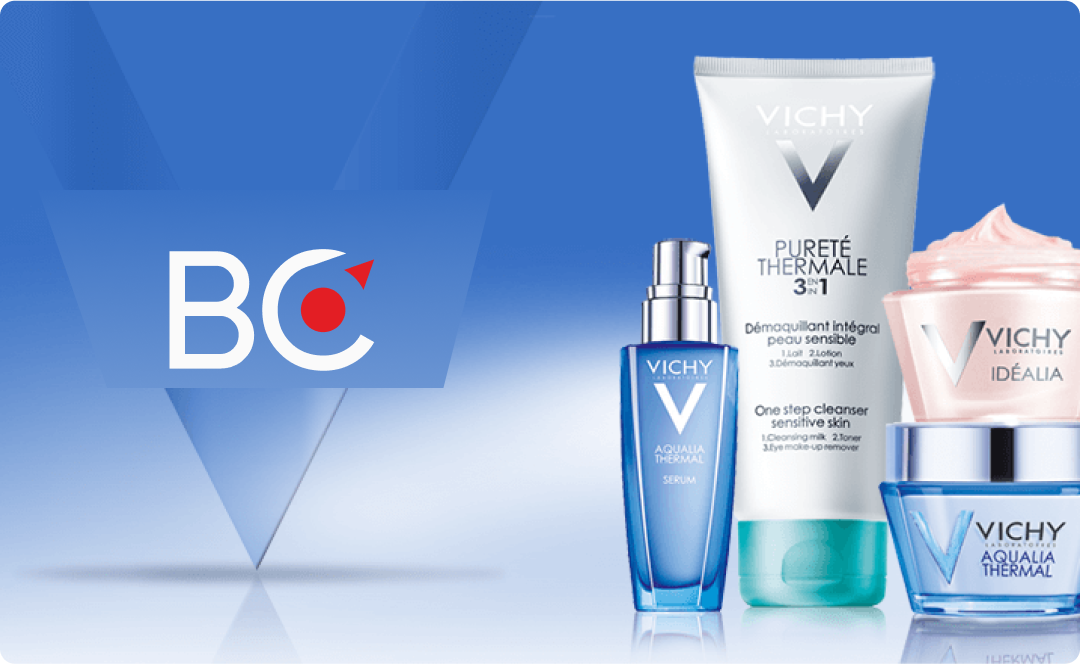 BC
VICHY
LABORATOIRES
V
PURETÉ
THERMALE
3 EN IN 1
Démaquillant intégral
peau sensible
1.Lait 2.Lotion
3.Démaquillant yeux
One step cleanser
sensitive skin
1.Cleansing milk 2.Toner
3.Eye make-up remover
VICHY
LABORATOIRES
V
AQUALIA
THERMAL
SERUM
V VICHY
LABORATOIRES
IDÉALIA
V VICHY
LABORATOIRES
AQUALIA
THERMAL